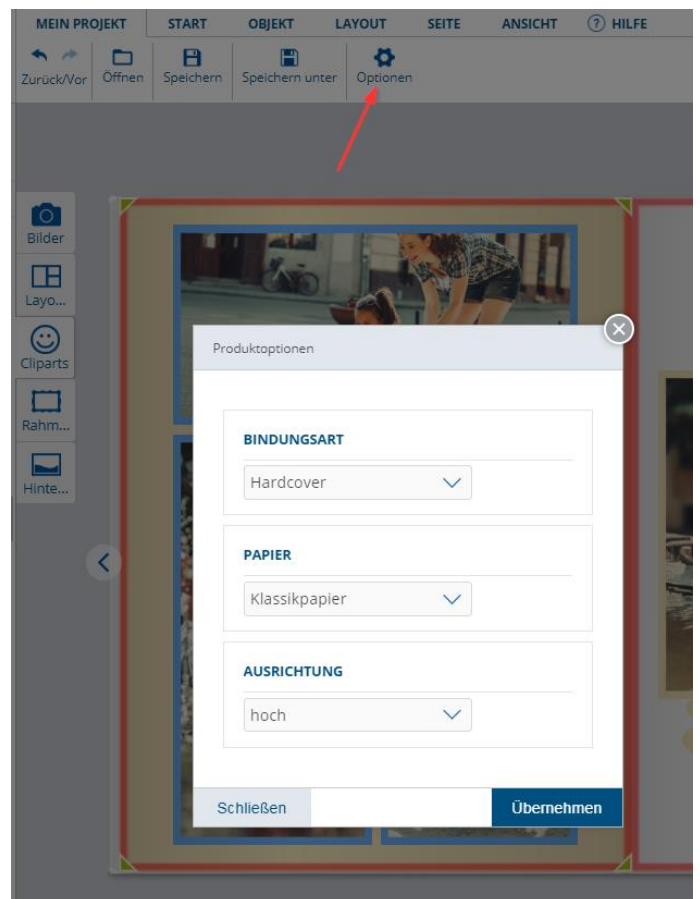 MEIN PROJEKT START OBJEKT LAYOUT SEITE ANSICHT ? HILFE
Zurück/Vor Öffnen Speichern Speichern unter Optionen
Bilder
Layo...
Cliparts
Rahm...
Hinte...
Produktoptionen
BINDUNGSART
Hardcover
PAPIER
Klassikpapier
AUSRICHTUNG
hoch
Schließen Übernehmen